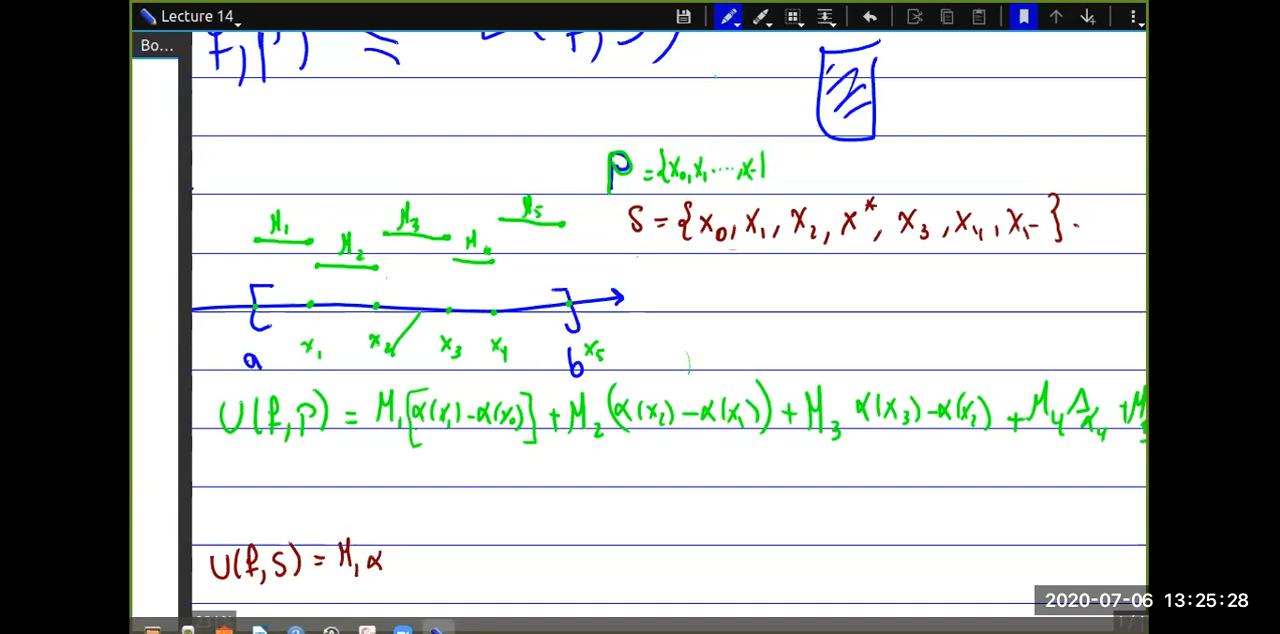 Lecture 14
Bo...
P = {x₀, x₁ ..., x
S = {x₀, x₁, x₂, x*, x₃, x₄, x₅}.
M₁ M₂ M₃ M₄ M₅
a x₁ x₂ x₃ x₄ b x₅
U(f,P) = M₁[α(x₁) - α(x₀)] + M₂(α(x₂) - α(x₁)) + M₃ α(x₃) - α(x₂) + M₄ Δα₄ + M₅
U(f,S) = M₁ α
2020-07-06 13:25:28